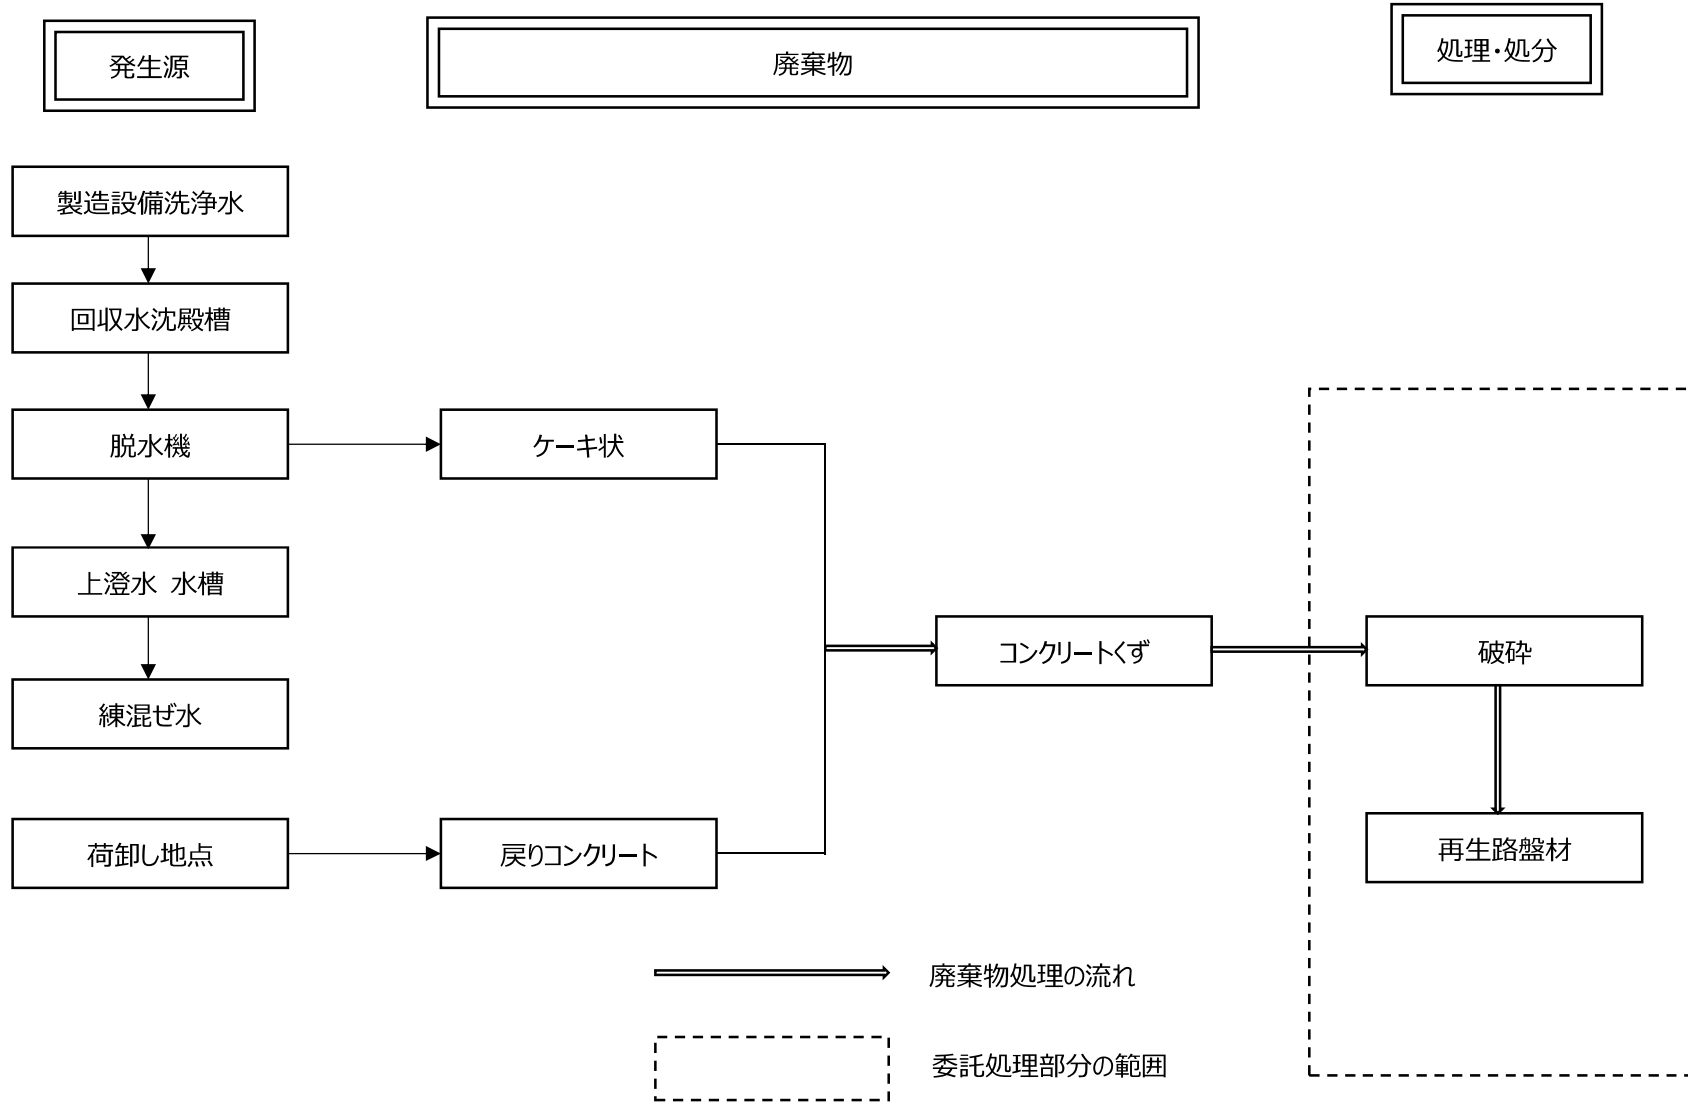 発生源
廃棄物
処理・処分
製造設備洗浄水
回収水沈殿槽
脱水機
ケーキ状
上澄水 水槽
コンクリートくず
破砕
練混ぜ水
荷卸し地点
戻りコンクリート
再生路盤材
廃棄物処理の流れ
委託処理部分の範囲